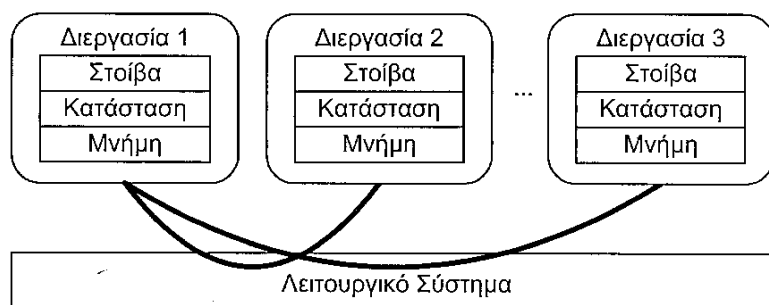 Διεργασία 1
Στοίβα
Κατάσταση
Μνήμη
Διεργασία 2
Στοίβα
Κατάσταση
Μνήμη
...
Διεργασία 3
Στοίβα
Κατάσταση
Μνήμη
Λειτουργικό Σύστημα